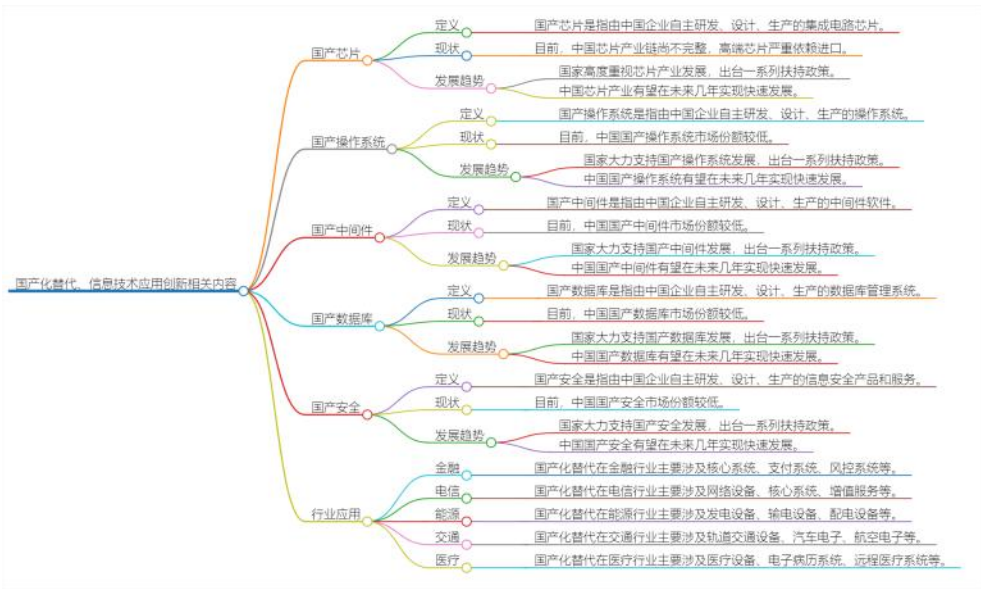 国产化替代、信息技术应用创新相关内容
国产芯片
定义
国产芯片是指由中国企业自主研发、设计、生产的集成电路芯片。
现状
目前，中国芯片产业链尚不完整，高端芯片严重依赖进口。
发展趋势
国家高度重视芯片产业发展，出台一系列扶持政策。
中国芯片产业有望在未来几年实现快速发展。
国产操作系统
定义
国产操作系统是指由中国企业自主研发、设计、生产的操作系统。
现状
目前，中国国产操作系统市场份额较低。
发展趋势
国家大力支持国产操作系统发展，出台一系列扶持政策。
中国国产操作系统有望在未来几年实现快速发展。
国产中间件
定义
国产中间件是指由中国企业自主研发、设计、生产的中间件软件。
现状
目前，中国国产中间件市场份额较低。
发展趋势
国家大力支持国产中间件发展，出台一系列扶持政策。
中国国产中间件有望在未来几年实现快速发展。
国产数据库
定义
国产数据库是指由中国企业自主研发、设计、生产的数据库管理系统。
现状
目前，中国国产数据库市场份额较低。
发展趋势
国家大力支持国产数据库发展，出台一系列扶持政策。
中国国产数据库有望在未来几年实现快速发展。
国产安全
定义
国产安全是指由中国企业自主研发、设计、生产的信息安全产品和服务。
现状
目前，中国国产安全市场份额较低。
发展趋势
国家大力支持国产安全发展，出台一系列扶持政策。
中国国产安全有望在未来几年实现快速发展。
行业应用
金融
国产化替代在金融行业主要涉及核心系统、支付系统、风控系统等。
电信
国产化替代在电信行业主要涉及网络设备、核心系统、增值服务等。
能源
国产化替代在能源行业主要涉及发电设备、输电设备、配电设备等。
交通
国产化替代在交通行业主要涉及轨道交通设备、汽车电子、航空电子等。
医疗
国产化替代在医疗行业主要涉及医疗设备、电子病历系统、远程医疗系统等。